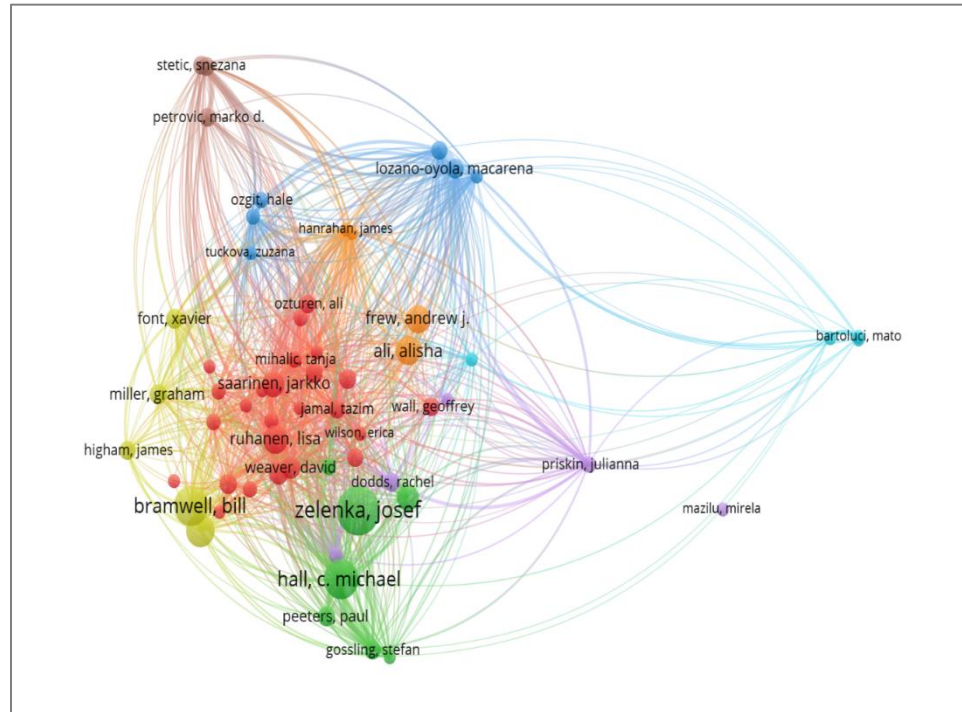 stetic, snezana
petrovic, marko d.
lozano-oyola, macarena
ozgit, hale
hanrahan, james
tuckova, zuzana
ozturen, ali
font, xavier
frew, andrew j.
bartoluci, mato
mihalic, tanja
ali, alisha
saarinen, jarkko
miller, graham
jamal, tazim
wall, geoffrey
ruhanen, lisa
wilson, erica
higham, james
weaver, david
priskin, julianna
dodds, rachel
bramwell, bill
zelenka, josef
mazilu, mirela
hall, c. michael
peeters, paul
gossling, stefan